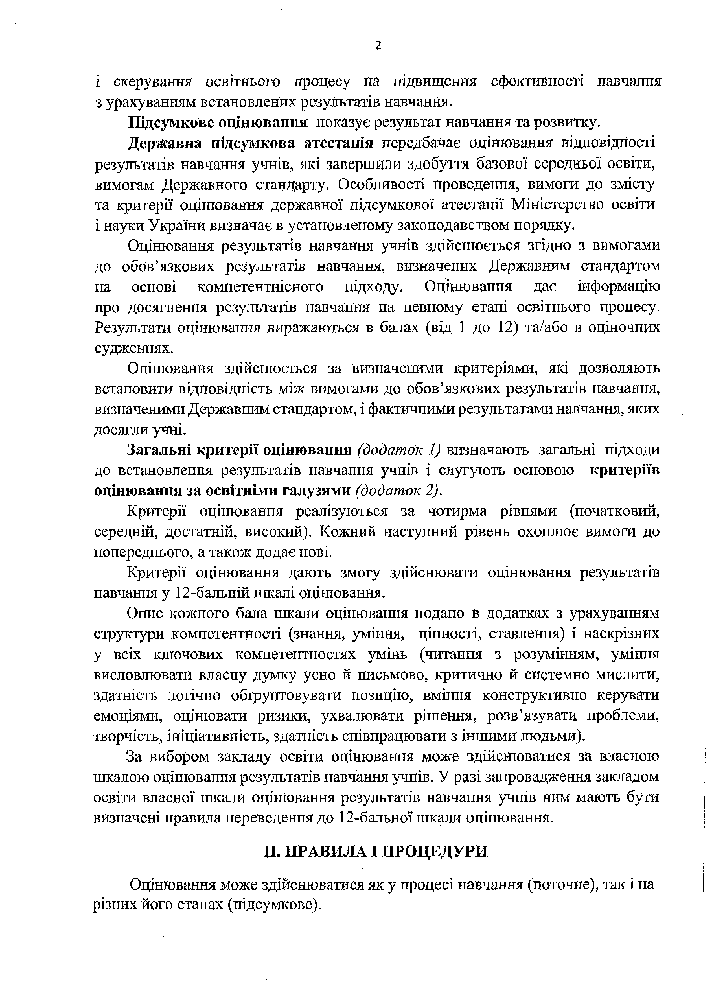 2
і скерування освітнього процесу на підвищення ефективності навчання
з урахуванням встановлених результатів навчання.
Підсумкове оцінювання показує результат навчання та розвитку.
Державна підсумкова атестація передбачає оцінювання відповідності
результатів навчання учнів, які завершили здобуття базової середньої освіти,
вимогам Державного стандарту. Особливості проведення, вимоги до змісту
та критерії оцінювання державної підсумкової атестації Міністерство освіти
і науки України визначає в установленому законодавством порядку.
Оцінювання результатів навчання учнів здійснюється згідно з вимогами
до обов’язкових результатів навчання, визначених Державним стандартом
на основі компетентнісного підходу. Оцінювання дає інформацію
про досягнення результатів навчання на певному етапі освітнього процесу.
Результати оцінювання виражаються в балах (від 1 до 12) та/або в оціночних
судженнях.
Оцінювання здійснюється за визначеними критеріями, які дозволяють
встановити відповідність між вимогами до обов’язкових результатів навчання,
визначеними Державним стандартом, і фактичними результатами навчання, яких
досягли учні.
Загальні критерії оцінювання (додаток 1) визначають загальні підходи
до встановлення результатів навчання учнів і слугують основою критеріїв
оцінювання за освітніми галузями (додаток 2).
Критерії оцінювання реалізуються за чотирма рівнями (початковий,
середній, достатній, високий). Кожний наступний рівень охоплює вимоги до
попереднього, а також додає нові.
Критерії оцінювання дають змогу здійснювати оцінювання результатів
навчання у 12-бальній шкалі оцінювання.
Опис кожного бала шкали оцінювання подано в додатках з урахуванням
структури компетентності (знання, уміння, цінності, ставлення) і наскрізних
у всіх ключових компетентностях умінь (читання з розумінням, уміння
висловлювати власну думку усно й письмово, критично й системно мислити,
здатність логічно обґрунтовувати позицію, вміння конструктивно керувати
емоціями, оцінювати ризики, ухвалювати рішення, розв’язувати проблеми,
творчість, ініціативність, здатність співпрацювати з іншими людьми).
За вибором закладу освіти оцінювання може здійснюватися за власною
шкалою оцінювання результатів навчання учнів. У разі запровадження закладом
освіти власної шкали оцінювання результатів навчання учнів ним мають бути
визначені правила переведення до 12-бальної шкали оцінювання.
ІІ. ПРАВИЛА І ПРОЦЕДУРИ
Оцінювання може здійснюватися як у процесі навчання (поточне), так і на
різних його етапах (підсумкове).